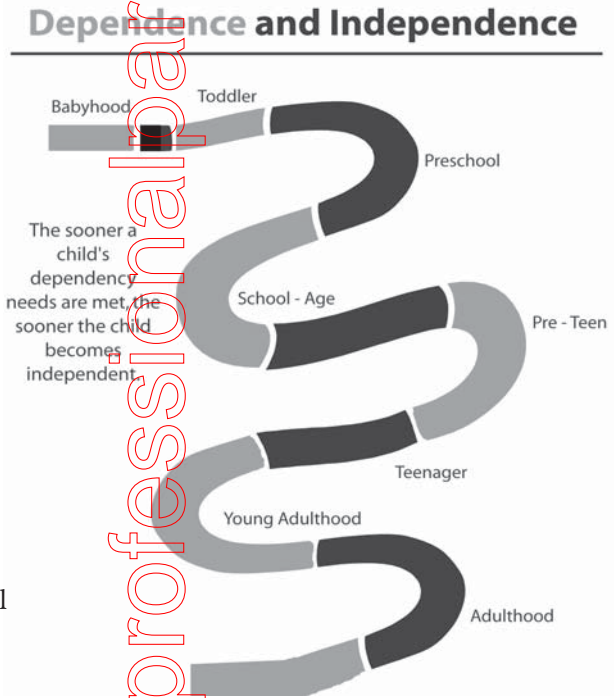 Dependence and Independence
Babyhood
Toddler
Preschool
The sooner a
child's
dependency
needs are met, the
sooner the child
becomes
independent.
School - Age
Pre - Teen
Teenager
Young Adulthood
Adulthood
l
professionalpar